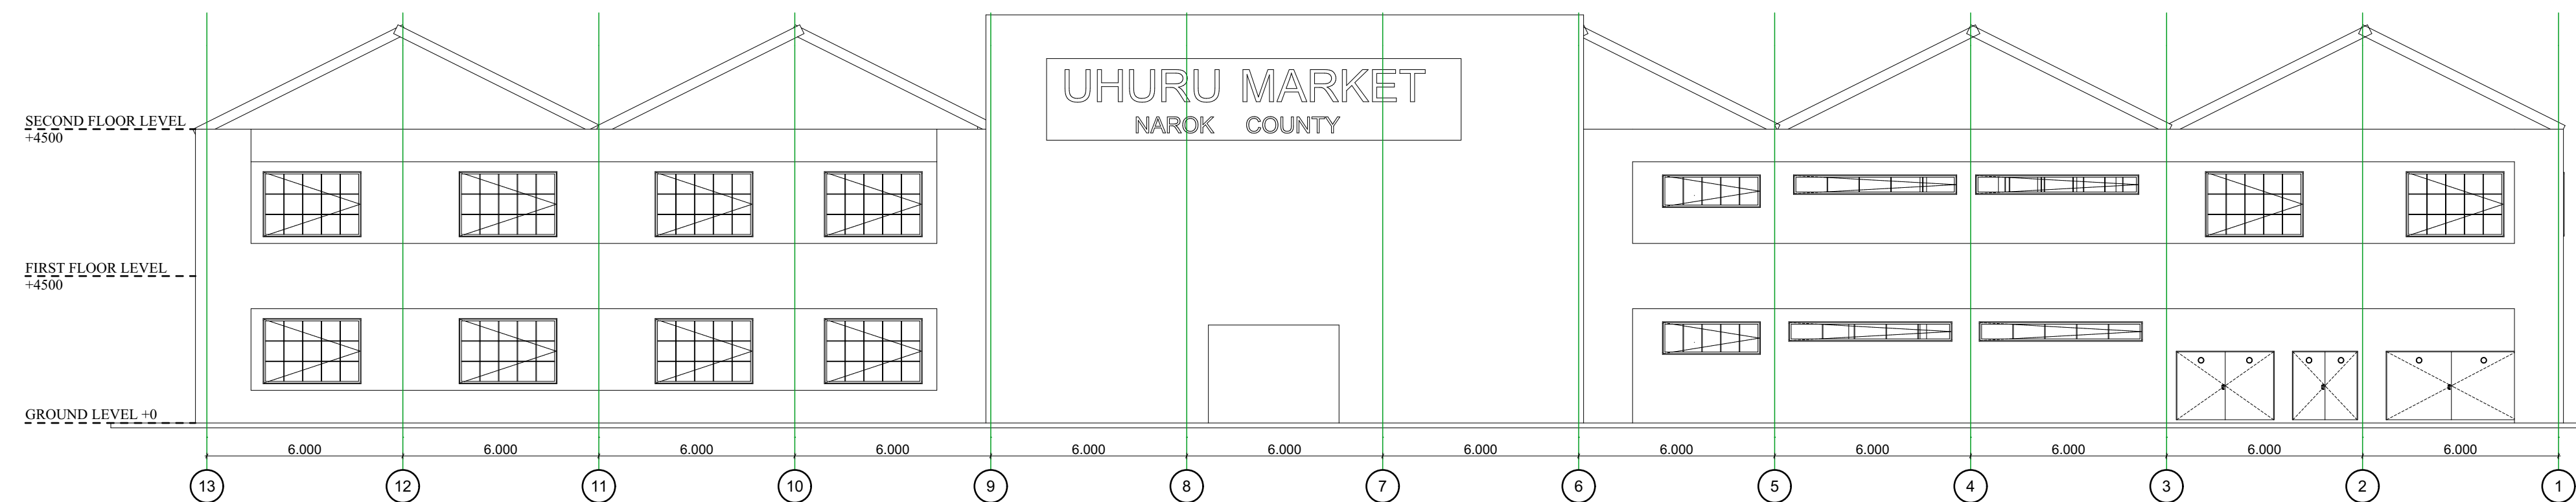 UHURU MARKET
NAROK COUNTY
SECOND FLOOR LEVEL
+4500
FIRST FLOOR LEVEL
+4500
GROUND LEVEL +0
6.000 6.000 6.000 6.000 6.000 6.000 6.000 6.000 6.000 6.000 6.000 6.000
13 12 11 10 9 8 7 6 5 4 3 2 1